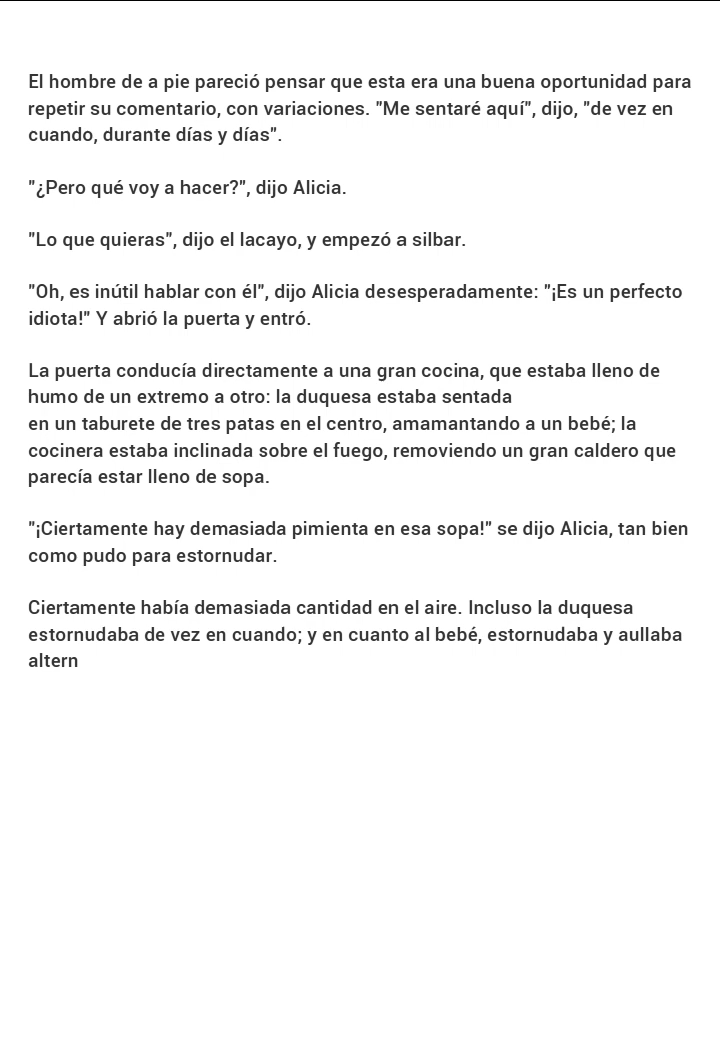 El hombre de a pie pareció pensar que esta era una buena oportunidad para
repetir su comentario, con variaciones. "Me sentaré aquí", dijo, "de vez en
cuando, durante días y días".
"¿Pero qué voy a hacer?", dijo Alicia.
"Lo que quieras", dijo el lacayo, y empezó a silbar.
"Oh, es inútil hablar con él", dijo Alicia desesperadamente: "¡Es un perfecto
idiota!" Y abrió la puerta y entró.
La puerta conducía directamente a una gran cocina, que estaba lleno de
humo de un extremo a otro: la duquesa estaba sentada
en un taburete de tres patas en el centro, amamantando a un bebé; la
cocinera estaba inclinada sobre el fuego, removiendo un gran caldero que
parecía estar lleno de sopa.
"¡Ciertamente hay demasiada pimienta en esa sopa!" se dijo Alicia, tan bien
como pudo para estornudar.
Ciertamente había demasiada cantidad en el aire. Incluso la duquesa
estornudaba de vez en cuando; y en cuanto al bebé, estornudaba y aullaba
altern